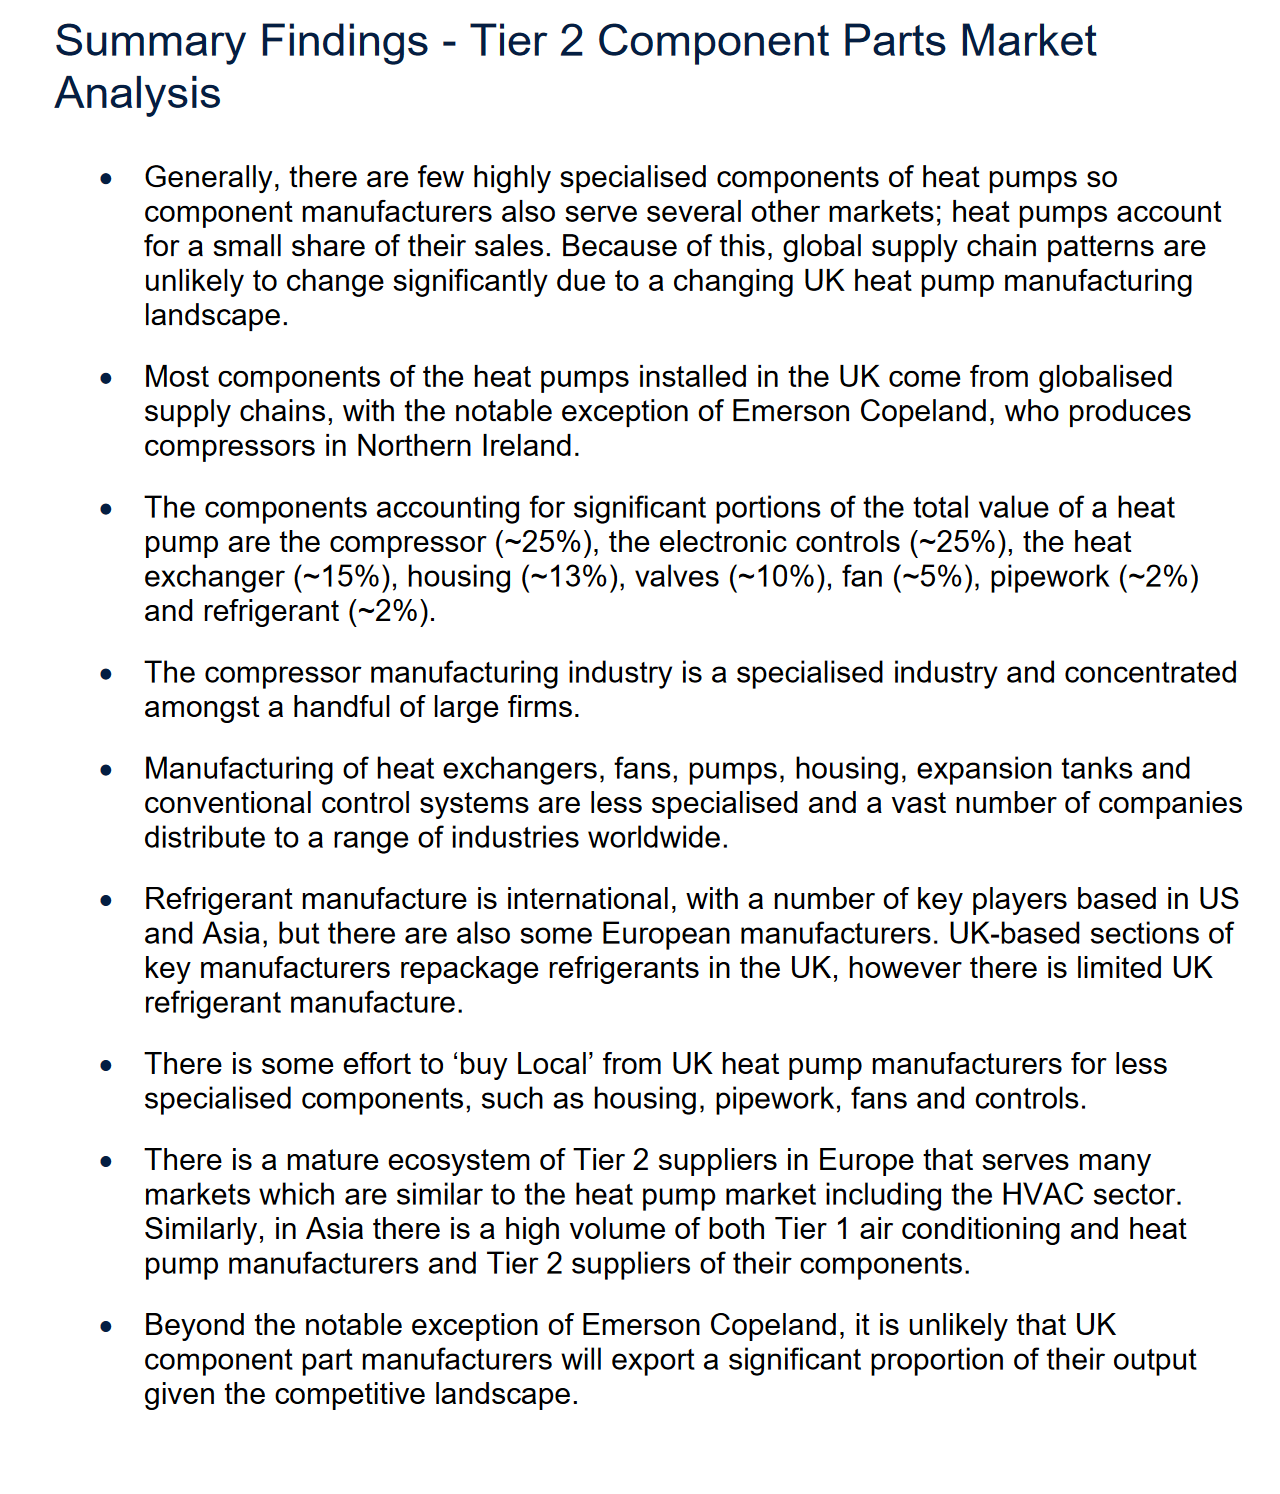 Summary Findings - Tier 2 Component Parts Market
Analysis
• Generally, there are few highly specialised components of heat pumps so
component manufacturers also serve several other markets; heat pumps account
for a small share of their sales. Because of this, global supply chain patterns are
unlikely to change significantly due to a changing UK heat pump manufacturing
landscape.
• Most components of the heat pumps installed in the UK come from globalised
supply chains, with the notable exception of Emerson Copeland, who produces
compressors in Northern Ireland.
• The components accounting for significant portions of the total value of a heat
pump are the compressor (~25%), the electronic controls (~25%), the heat
exchanger (~15%), housing (~13%), valves (~10%), fan (~5%), pipework (~2%)
and refrigerant (~2%).
• The compressor manufacturing industry is a specialised industry and concentrated
amongst a handful of large firms.
• Manufacturing of heat exchangers, fans, pumps, housing, expansion tanks and
conventional control systems are less specialised and a vast number of companies
distribute to a range of industries worldwide.
• Refrigerant manufacture is international, with a number of key players based in US
and Asia, but there are also some European manufacturers. UK-based sections of
key manufacturers repackage refrigerants in the UK, however there is limited UK
refrigerant manufacture.
• There is some effort to ‘buy Local’ from UK heat pump manufacturers for less
specialised components, such as housing, pipework, fans and controls.
• There is a mature ecosystem of Tier 2 suppliers in Europe that serves many
markets which are similar to the heat pump market including the HVAC sector.
Similarly, in Asia there is a high volume of both Tier 1 air conditioning and heat
pump manufacturers and Tier 2 suppliers of their components.
• Beyond the notable exception of Emerson Copeland, it is unlikely that UK
component part manufacturers will export a significant proportion of their output
given the competitive landscape.